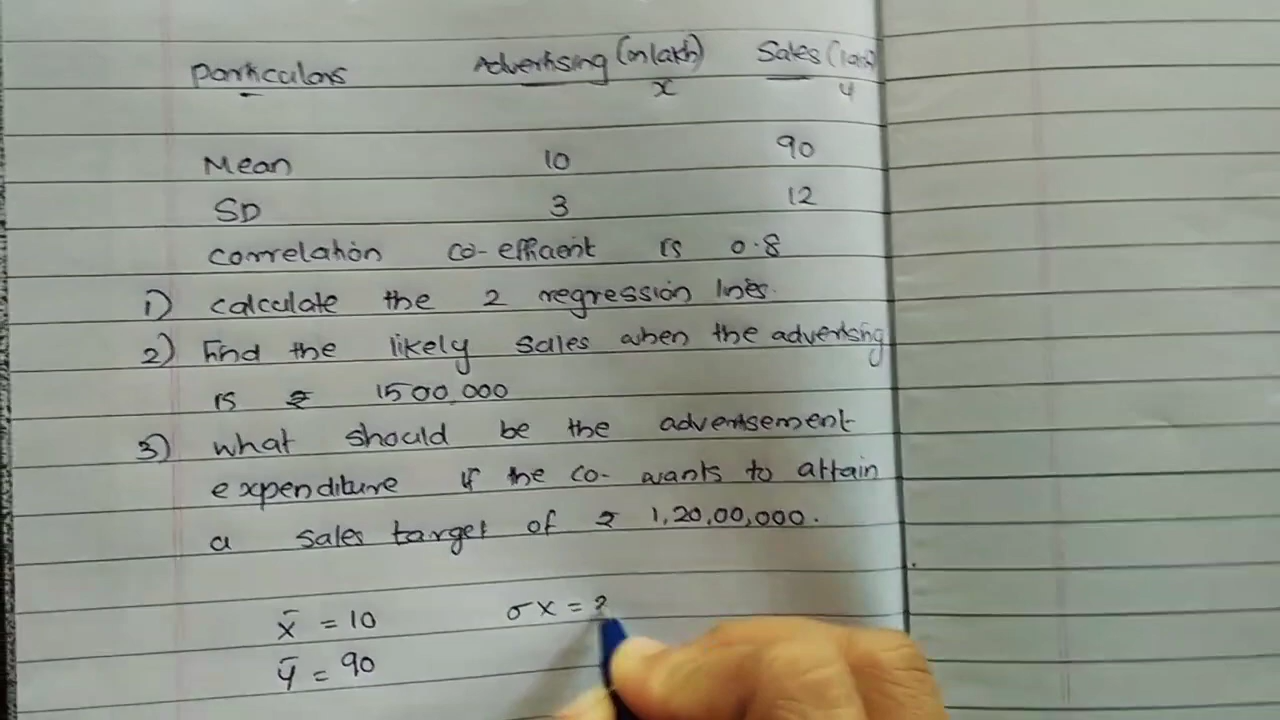 Particulars Advertising (in lakh) Sales (lakh)
x y
Mean 10 90
SD 3 12
Correlation co-efficient is 0.8
1) calculate the 2 regression lines.
2) Find the likely sales when the advertising
is ₹ 1500000
3) what should be the advertisement
expenditure if the co- wants to attain
a sales target of ₹ 1,20,00,000.
x̄ = 10 σx = 3
ȳ = 90